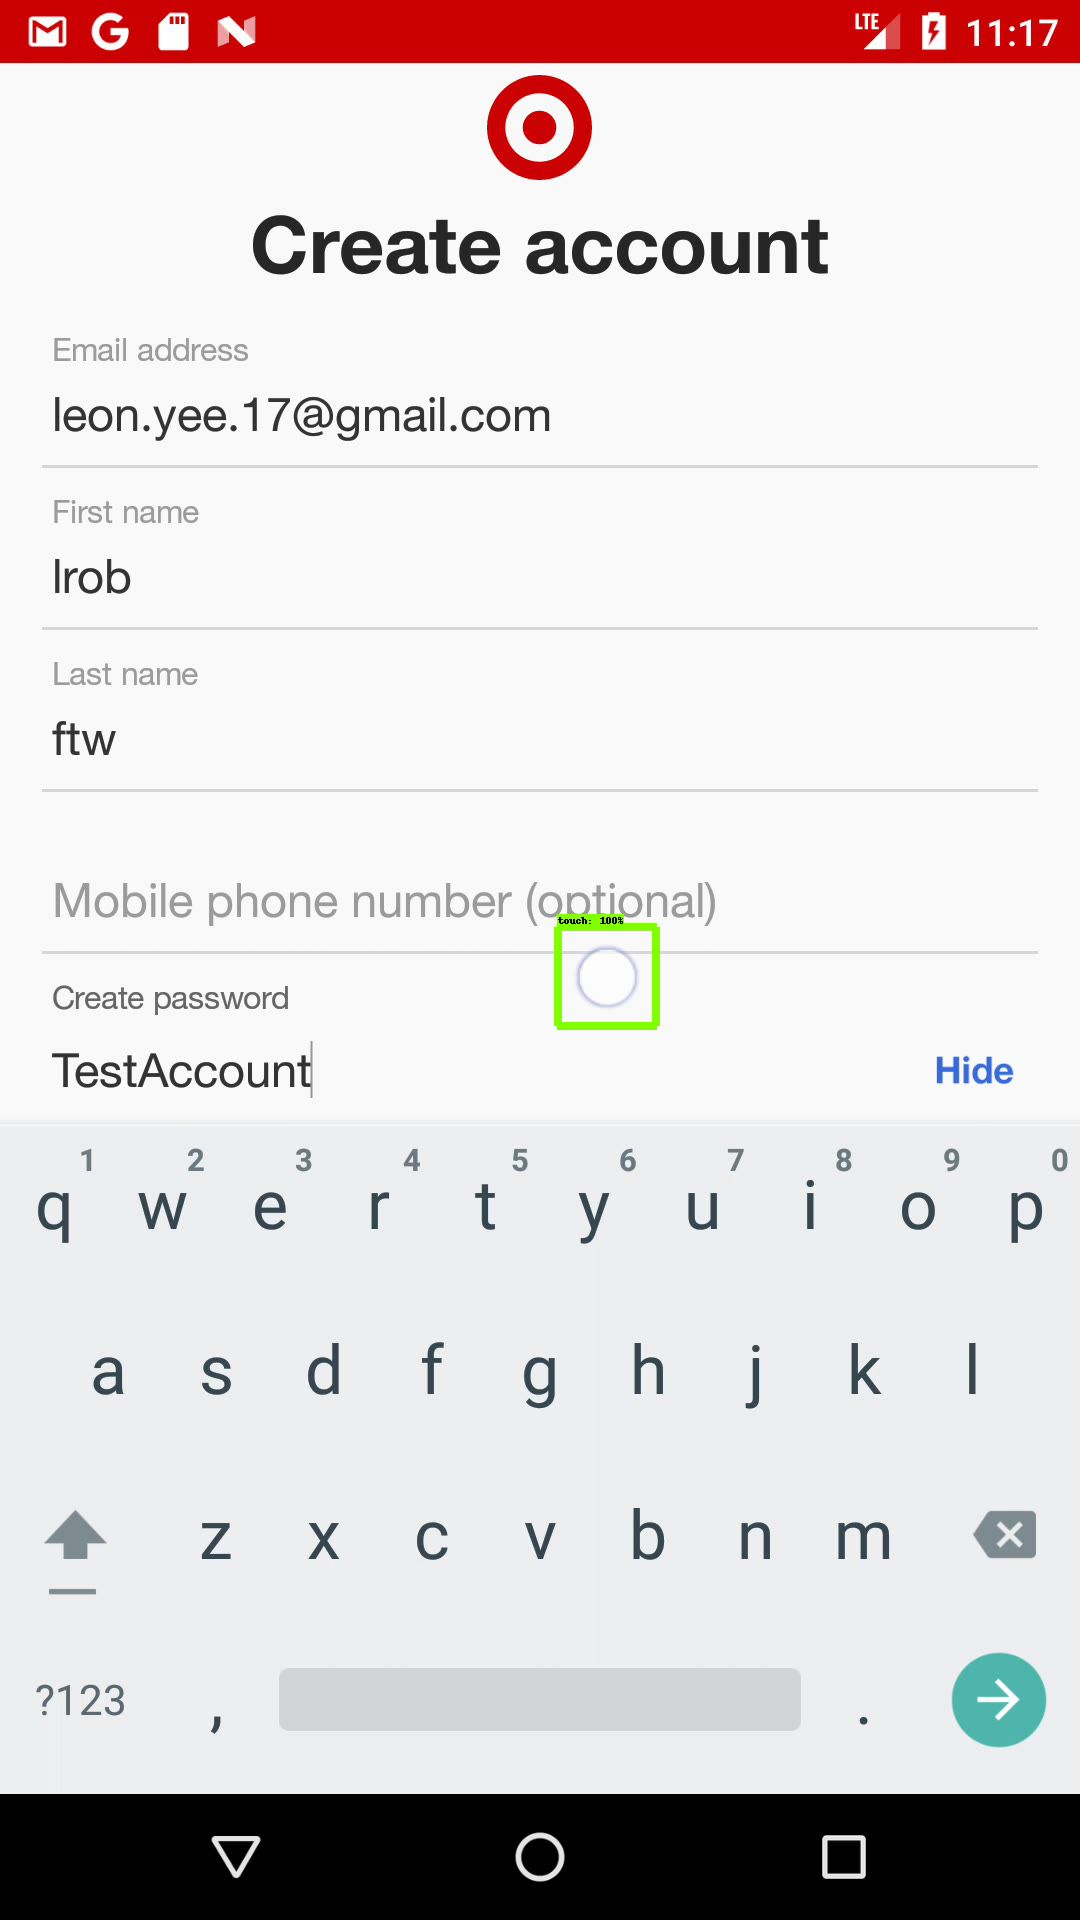 LTE 11:17
Create account
Email address
leon.yee.17@gmail.com
First name
lrob
Last name
ftw
Mobile phone number (optional)
touch: 100%
Create password
TestAccount
Hide
1 2 3 4 5 6 7 8 9 0
q w e r t y u i o p
a s d f g h j k l
z x c v b n m
?123 , .